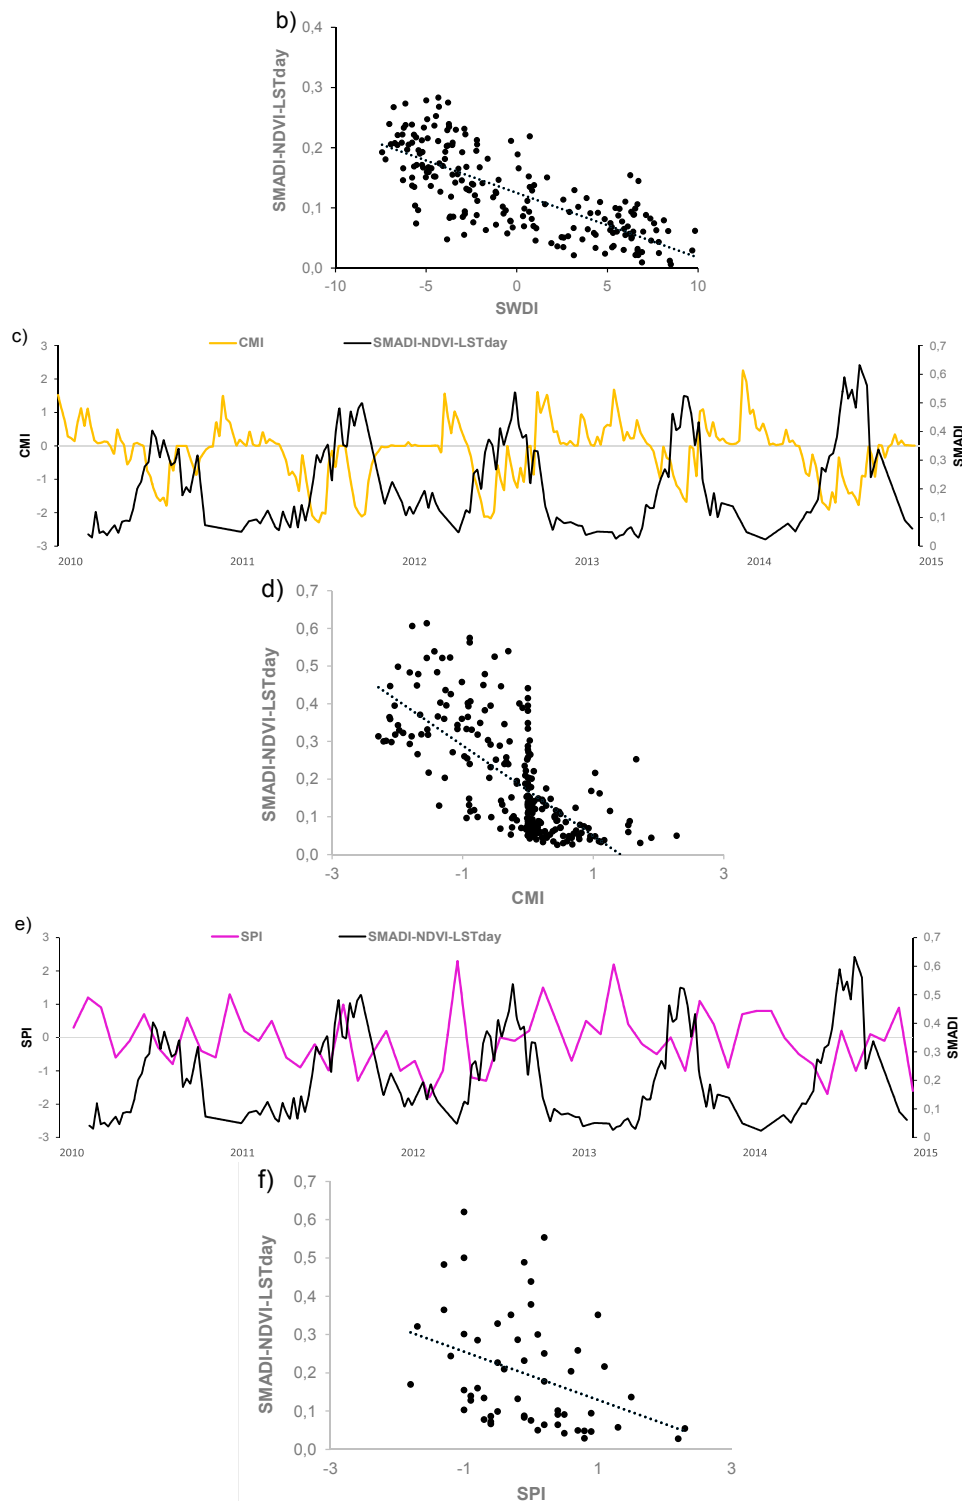 b)
SMADI-NDVI-LSTday
0,4
0,3
0,2
0,1
0,0
-10 -5 0 5 10
SWDI
c)
CMI SMADI-NDVI-LSTday
CMI
3
2
1
0
-1
-2
-3
0,7
0,6
0,5
0,4
0,3
0,2
0,1
0
SMADI
2010 2011 2012 2013 2014 2015
d)
SMADI-NDVI-LSTday
0,7
0,6
0,5
0,4
0,3
0,2
0,1
0,0
-3 -1 1 3
CMI
e)
SPI SMADI-NDVI-LSTday
SPI
3
2
1
0
-1
-2
-3
0,7
0,6
0,5
0,4
0,3
0,2
0,1
0
SMADI
2010 2011 2012 2013 2014 2015
f)
SMADI-NDVI-LSTday
0,7
0,6
0,5
0,4
0,3
0,2
0,1
0,0
-3 -1 1 3
SPI